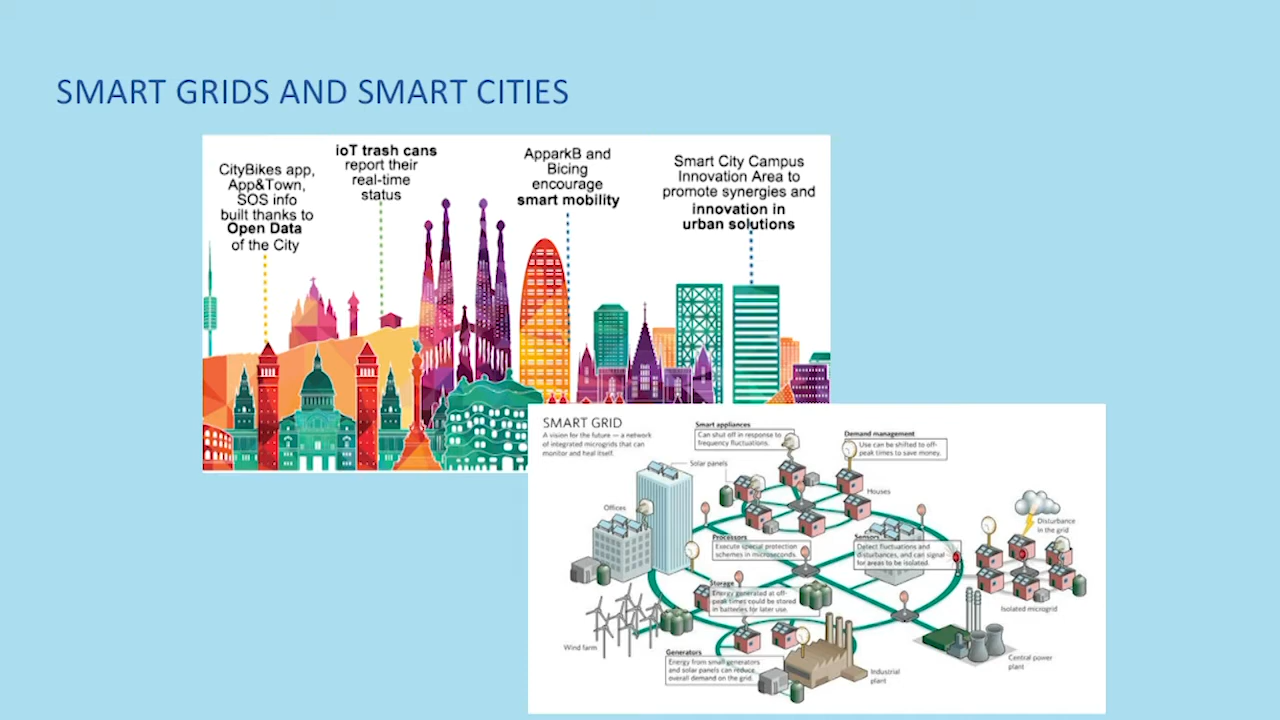 SMART GRIDS AND SMART CITIES
CityBikes app,
App&Town,
SOS info
built thanks to
Open Data
of the City
ioT trash cans
report their
real-time
status
ApparkB and
Bicing
encourage
smart mobility
Smart City Campus
Innovation Area to
promote synergies and
innovation in
urban solutions
SMART GRID
A vision for the future — a network
of integrated microgrids that can
monitor and heal itself.
Smart appliances
Can shut off in response to
frequency fluctuations.
Demand management
Use can be shifted to off-
peak times to save money.
Solar panels
Houses
Offices
Disturbance
in the grid
Processors
Execute special protection
schemes in microseconds.
Sensors
Detect fluctuations and
disturbances, and can signal
for areas to be isolated.
Storage
Energy generated at off-
peak times could be stored
in batteries for later use.
Isolated microgrid
Wind farm
Generators
Energy from small generators
and solar panels can reduce
overall demand on the grid.
Industrial
plant
Central power
plant